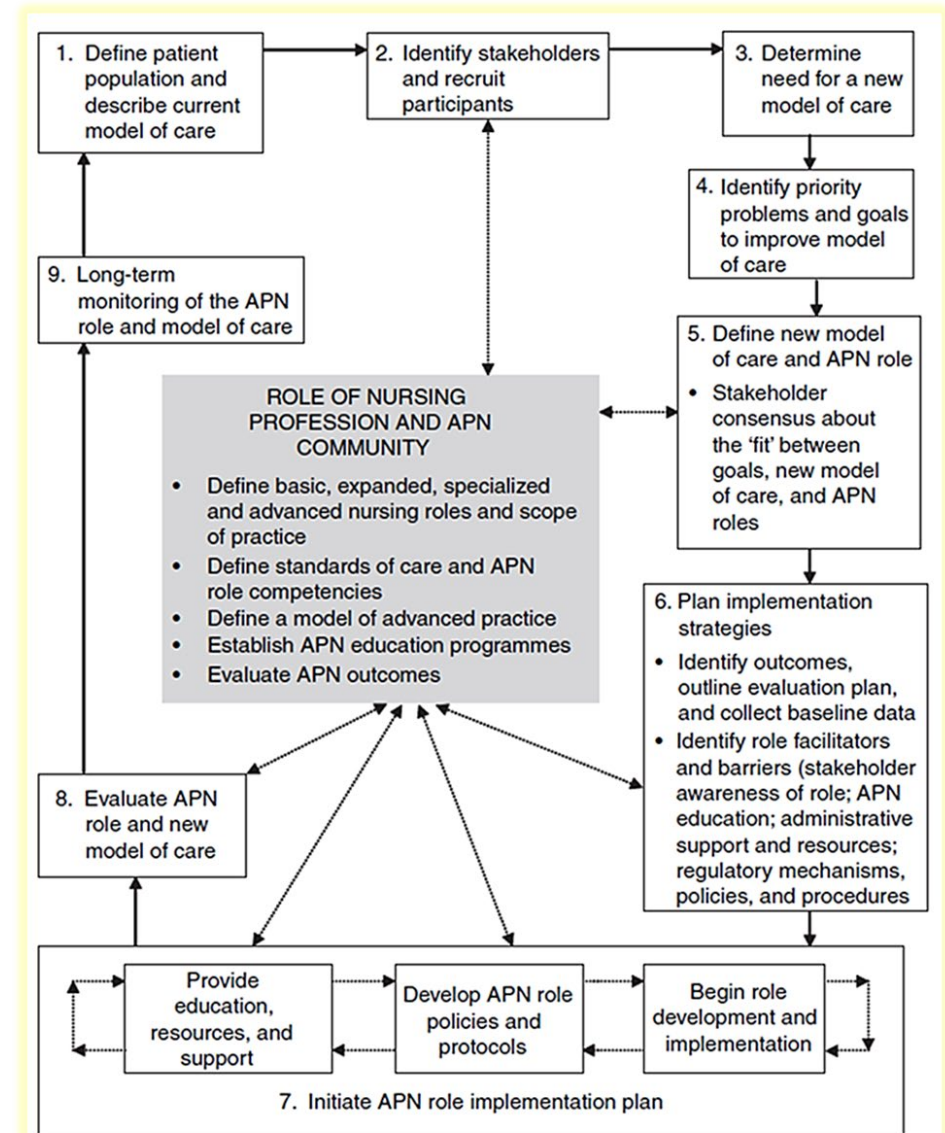 1. Define patient
population and
describe current
model of care
2. Identify stakeholders
and recruit
participants
3. Determine
need for a new
model of care
4. Identify priority
problems and goals
to improve model
of care
9. Long-term
monitoring of the APN
role and model of care
5. Define new model
of care and APN role
• Stakeholder
consensus about
the ‘fit’ between
goals, new model
of care, and APN
roles
ROLE OF NURSING
PROFESSION AND APN
COMMUNITY
• Define basic, expanded, specialized
and advanced nursing roles and scope
of practice
• Define standards of care and APN
role competencies
• Define a model of advanced practice
• Establish APN education programmes
• Evaluate APN outcomes
6. Plan implementation
strategies
• Identify outcomes,
outline evaluation plan,
and collect baseline data
• Identify role facilitators
and barriers (stakeholder
awareness of role; APN
education; administrative
support and resources;
regulatory mechanisms,
policies, and procedures
8. Evaluate APN
role and new
model of care
Provide
education,
resources, and
support
Develop APN role
policies and
protocols
Begin role
development and
implementation
7. Initiate APN role implementation plan